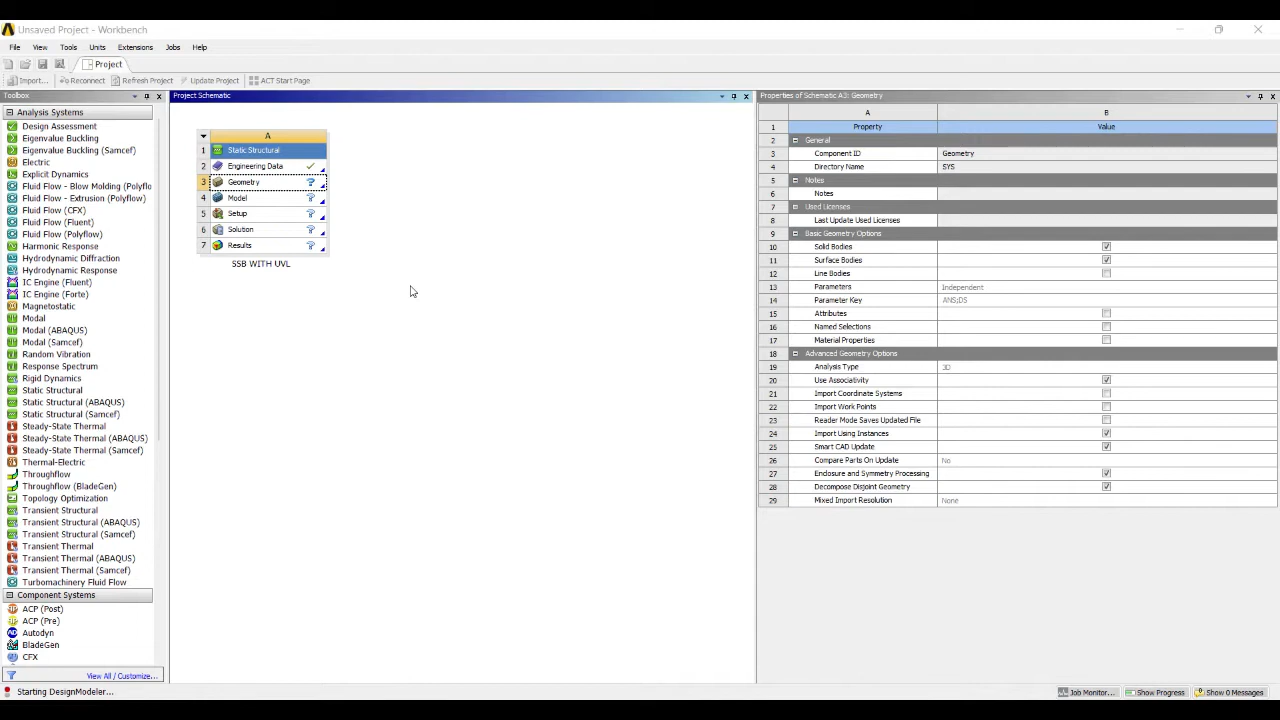 Unsaved Project - Workbench
File View Tools Units Extensions Jobs Help
Project
Import... Reconnect Refresh Project Update Project ACT Start Page
Toolbox
Analysis Systems
Design Assessment
Eigenvalue Buckling
Eigenvalue Buckling (Samcef)
Electric
Explicit Dynamics
Fluid Flow - Blow Molding (Polyflo
Fluid Flow - Extrusion (Polyflow)
Fluid Flow (CFX)
Fluid Flow (Fluent)
Fluid Flow (Polyflow)
Harmonic Response
Hydrodynamic Diffraction
Hydrodynamic Response
IC Engine (Fluent)
IC Engine (Forte)
Magnetostatic
Modal
Modal (ABAQUS)
Modal (Samcef)
Random Vibration
Response Spectrum
Rigid Dynamics
Static Structural
Static Structural (ABAQUS)
Static Structural (Samcef)
Steady-State Thermal
Steady-State Thermal (ABAQUS)
Steady-State Thermal (Samcef)
Thermal-Electric
Throughflow
Throughflow (BladeGen)
Topology Optimization
Transient Structural
Transient Structural (ABAQUS)
Transient Structural (Samcef)
Transient Thermal
Transient Thermal (ABAQUS)
Transient Thermal (Samcef)
Turbomachinery Fluid Flow
Component Systems
ACP (Post)
ACP (Pre)
Autodyn
BladeGen
CFX
View All / Customize...
Project Schematic
A
1 Static Structural
2 Engineering Data
3 Geometry
4 Model
5 Setup
6 Solution
7 Results
SSB WITH UVL
Properties of Schematic A3: Geometry
A B
1 Property Value
2 General
3 Component ID Geometry
4 Directory Name SYS
5 Notes
6 Notes
7 Used Licenses
8 Last Update Used Licenses
9 Basic Geometry Options
10 Solid Bodies
11 Surface Bodies
12 Line Bodies
13 Parameters Independent
14 Parameter Key ANS;DS
15 Attributes
16 Named Selections
17 Material Properties
18 Advanced Geometry Options
19 Analysis Type 3D
20 Use Associativity
21 Import Coordinate Systems
22 Import Work Points
23 Reader Mode Saves Updated File
24 Import Using Instances
25 Smart CAD Update
26 Compare Parts On Update No
27 Enclosure and Symmetry Processing
28 Decompose Disjoint Geometry
29 Mixed Import Resolution None
Starting DesignModeler...
Job Monitor... Show Progress Show 0 Messages